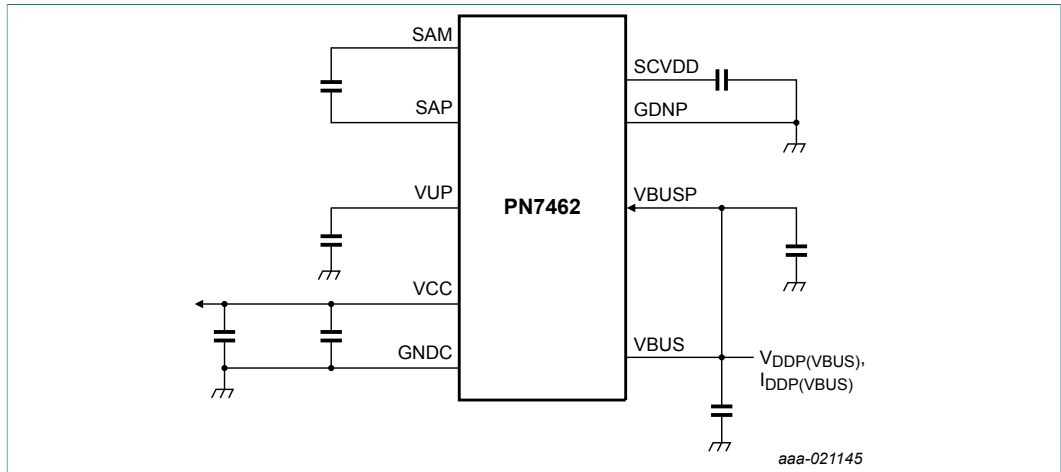 SAM
SAP
VUP
VCC
GNDC
PN7462
SCVDD
GDNP
VBUSP
VBUS
VDDP(VBUS),
IDDP(VBUS)
aaa-021145